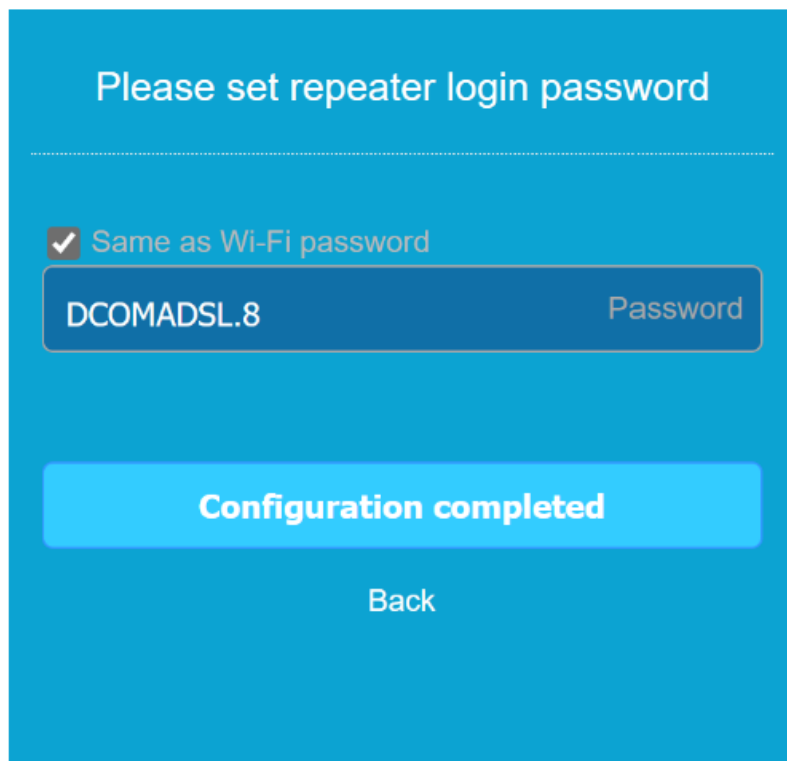 Please set repeater login password
Same as Wi-Fi password
DCOMADSL.8 Password
Configuration completed
Back